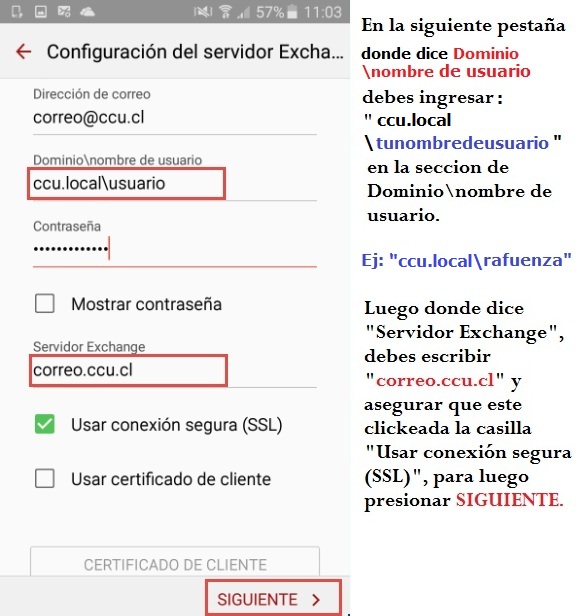 57% 11:03
Configuración del servidor Excha...
Dirección de correo
correo@ccu.cl
Dominio\nombre de usuario
ccu.local\usuario
Contraseña
•••••••••••••
Mostrar contraseña
Servidor Exchange
correo.ccu.cl
Usar conexión segura (SSL)
Usar certificado de cliente
CERTIFICADO DE CLIENTE
SIGUIENTE >
En la siguiente pestaña
donde dice Dominio
\nombre de usuario
debes ingresar :
" ccu.local
\tunombredeusuario "
en la seccion de
Dominio\nombre de
usuario.
Ej: "ccu.local\rafuenza"
Luego donde dice
"Servidor Exchange",
debes escribir
"correo.ccu.cl" y
asegurar que este
clickeada la casilla
"Usar conexión segura
(SSL)", para luego
presionar SIGUIENTE.